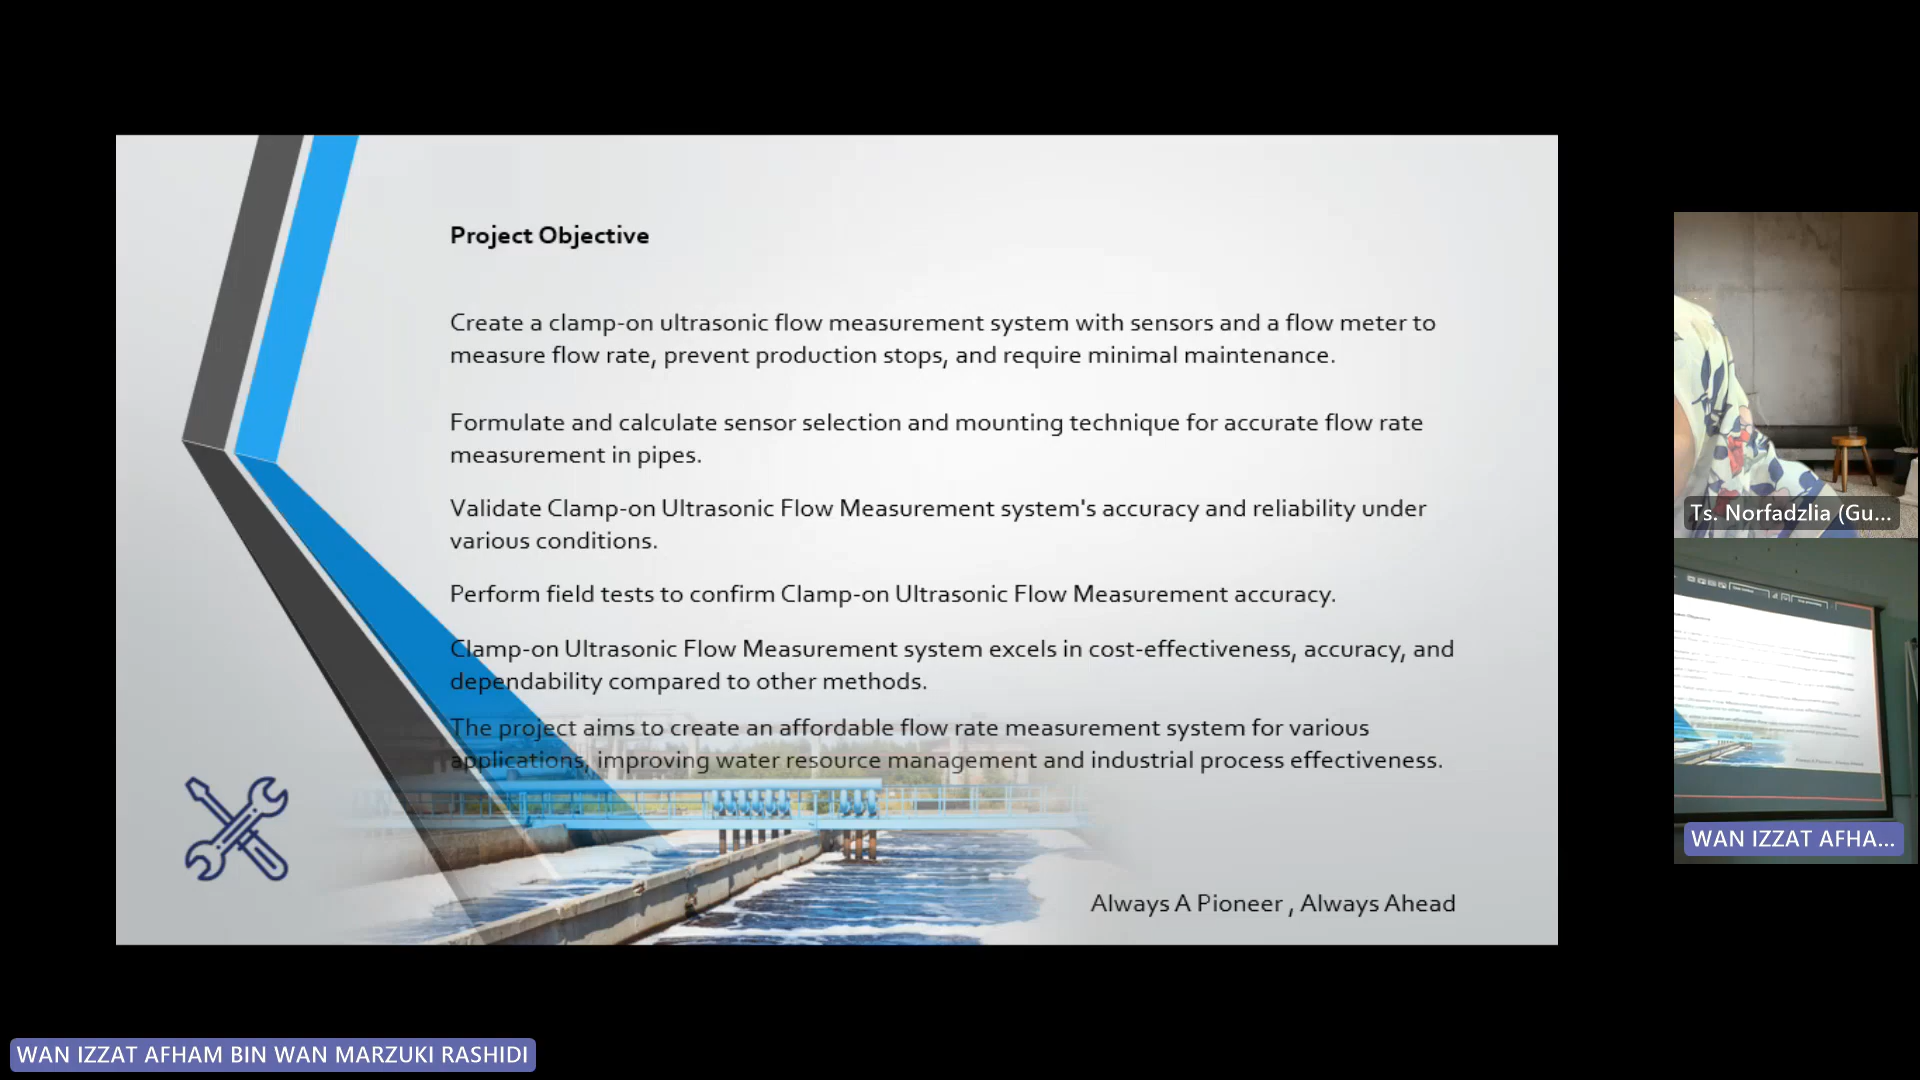 Project Objective
Create a clamp-on ultrasonic flow measurement system with sensors and a flow meter to
measure flow rate, prevent production stops, and require minimal maintenance.
Formulate and calculate sensor selection and mounting technique for accurate flow rate
measurement in pipes.
Validate Clamp-on Ultrasonic Flow Measurement system's accuracy and reliability under
various conditions.
Perform field tests to confirm Clamp-on Ultrasonic Flow Measurement accuracy.
Clamp-on Ultrasonic Flow Measurement system excels in cost-effectiveness, accuracy, and
dependability compared to other methods.
The project aims to create an affordable flow rate measurement system for various
applications, improving water resource management and industrial process effectiveness.
Always A Pioneer , Always Ahead
Ts. Norfadzlia (Gu...
WAN IZZAT AFHA...
WAN IZZAT AFHAM BIN WAN MARZUKI RASHIDI